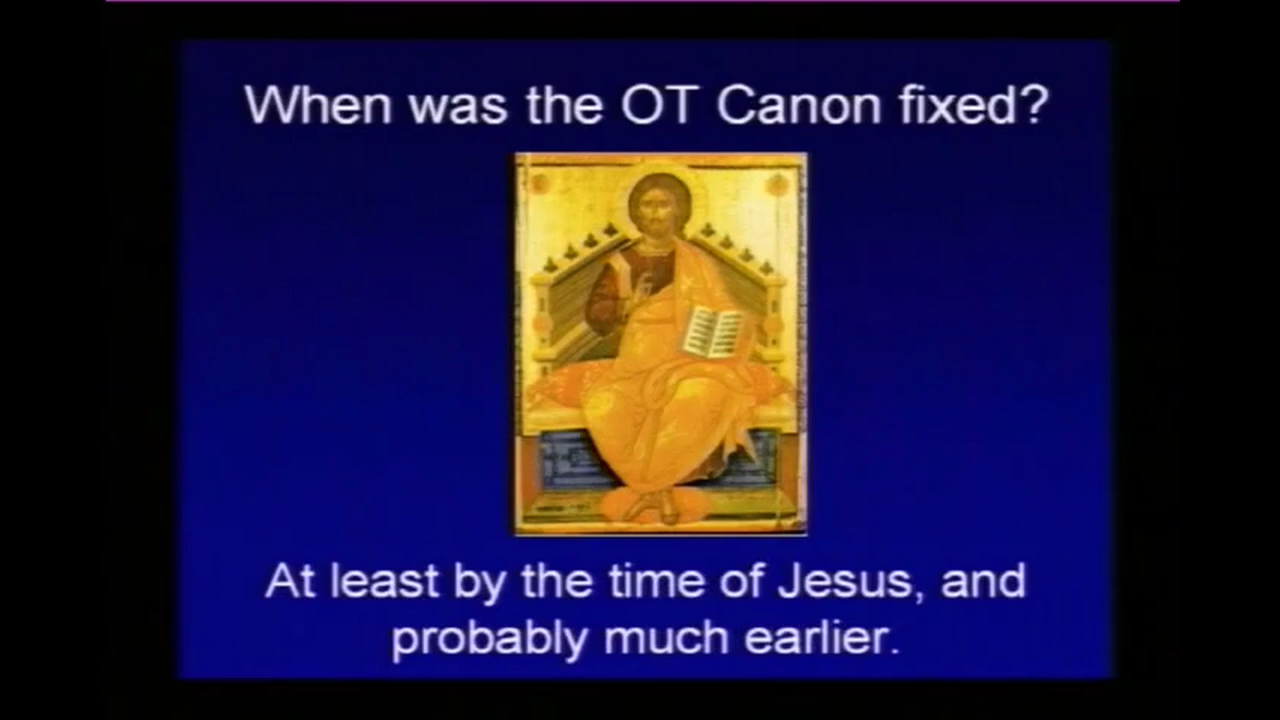 When was the OT Canon fixed?
At least by the time of Jesus, and
probably much earlier.